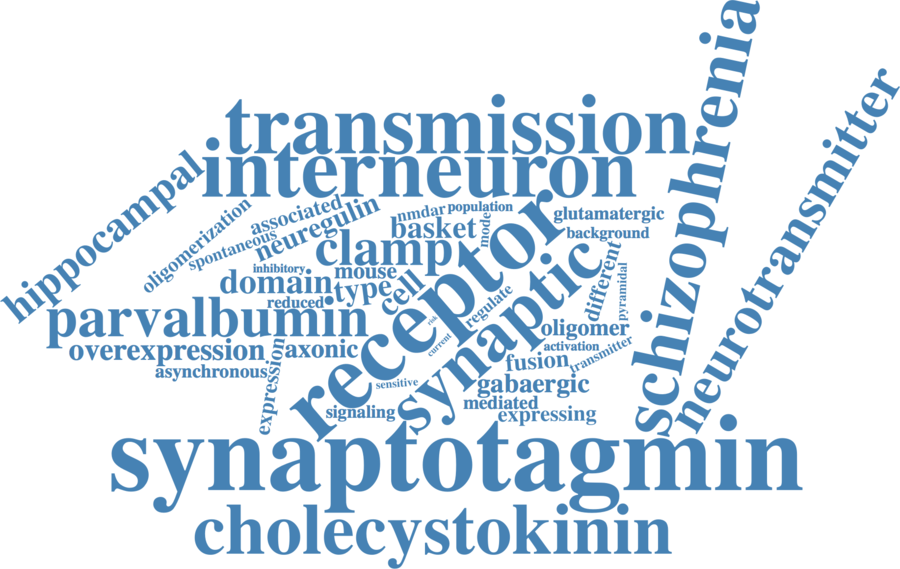 schizophrenia
neurotransmitter
transmission
interneuron
hippocampal
oligomerization
spontaneous
associated
neuregulin
nmdar
population
mode
basket
glutamatergic
background
clamp
receptor
synaptic
different
pyramidal
inhibitory
domain
mouse
type
cell
reduced
regulate
risk
current
parvalbumin
oligomer
activation
transmitter
overexpression
axonic
fusion
asynchronous
expression
sensitive
gabaergic
signaling
mediated
expressing
synaptotagmin
cholecystokinin